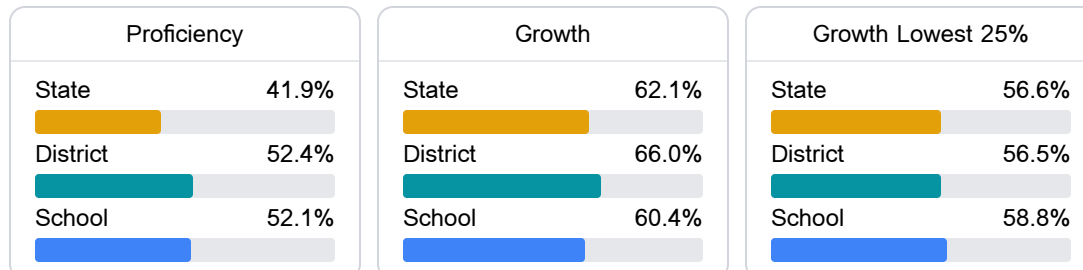 Proficiency
State 41.9%
District 52.4%
School 52.1%
Growth
State 62.1%
District 66.0%
School 60.4%
Growth Lowest 25%
State 56.6%
District 56.5%
School 58.8%